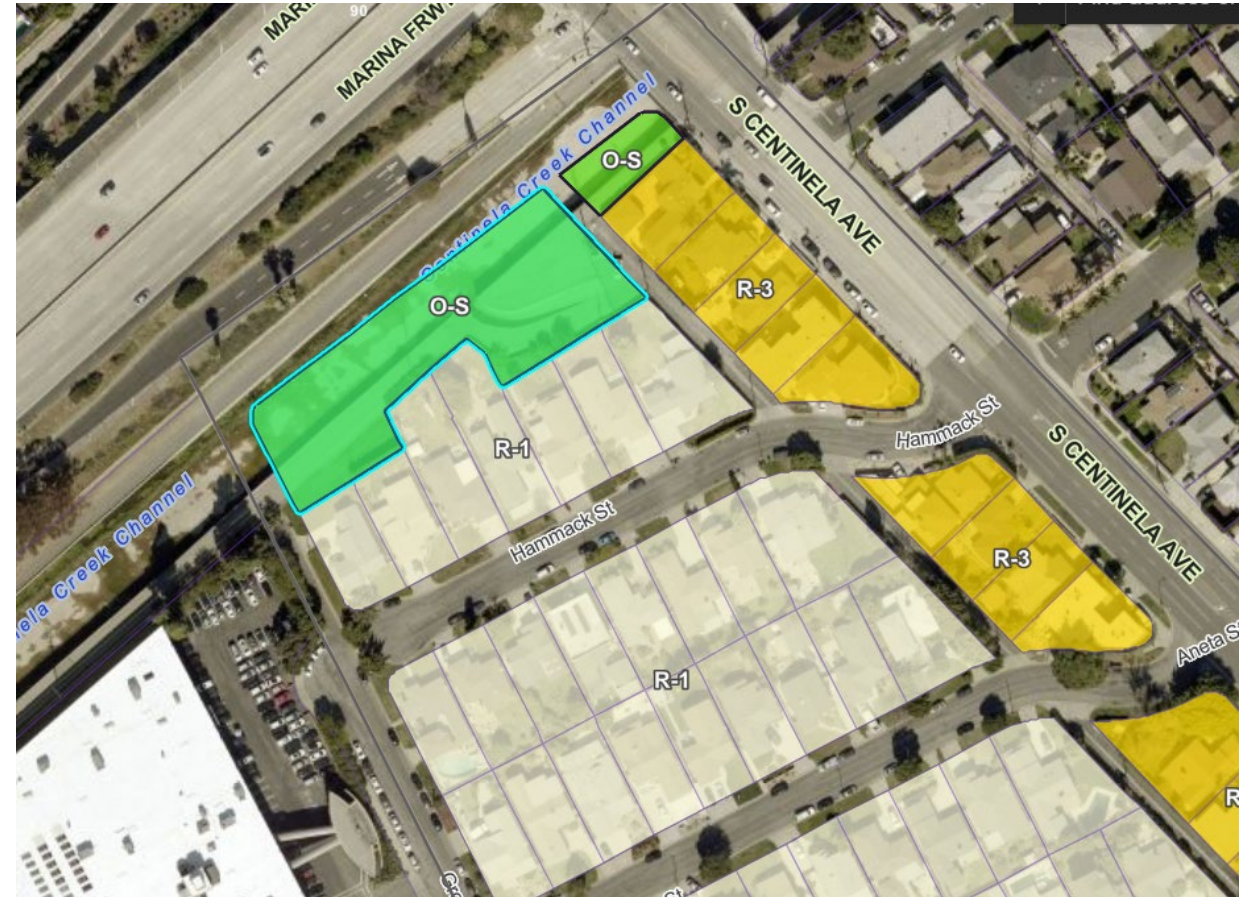 90
MARINA FRWY
O-S
S CENTINELA AVE
Centinela Creek Channel
O-S
R-3
Hammack St
R-1
S CENTINELA AVE
Hammack St
R-3
Creek Channel
Aneta S
R-1
R